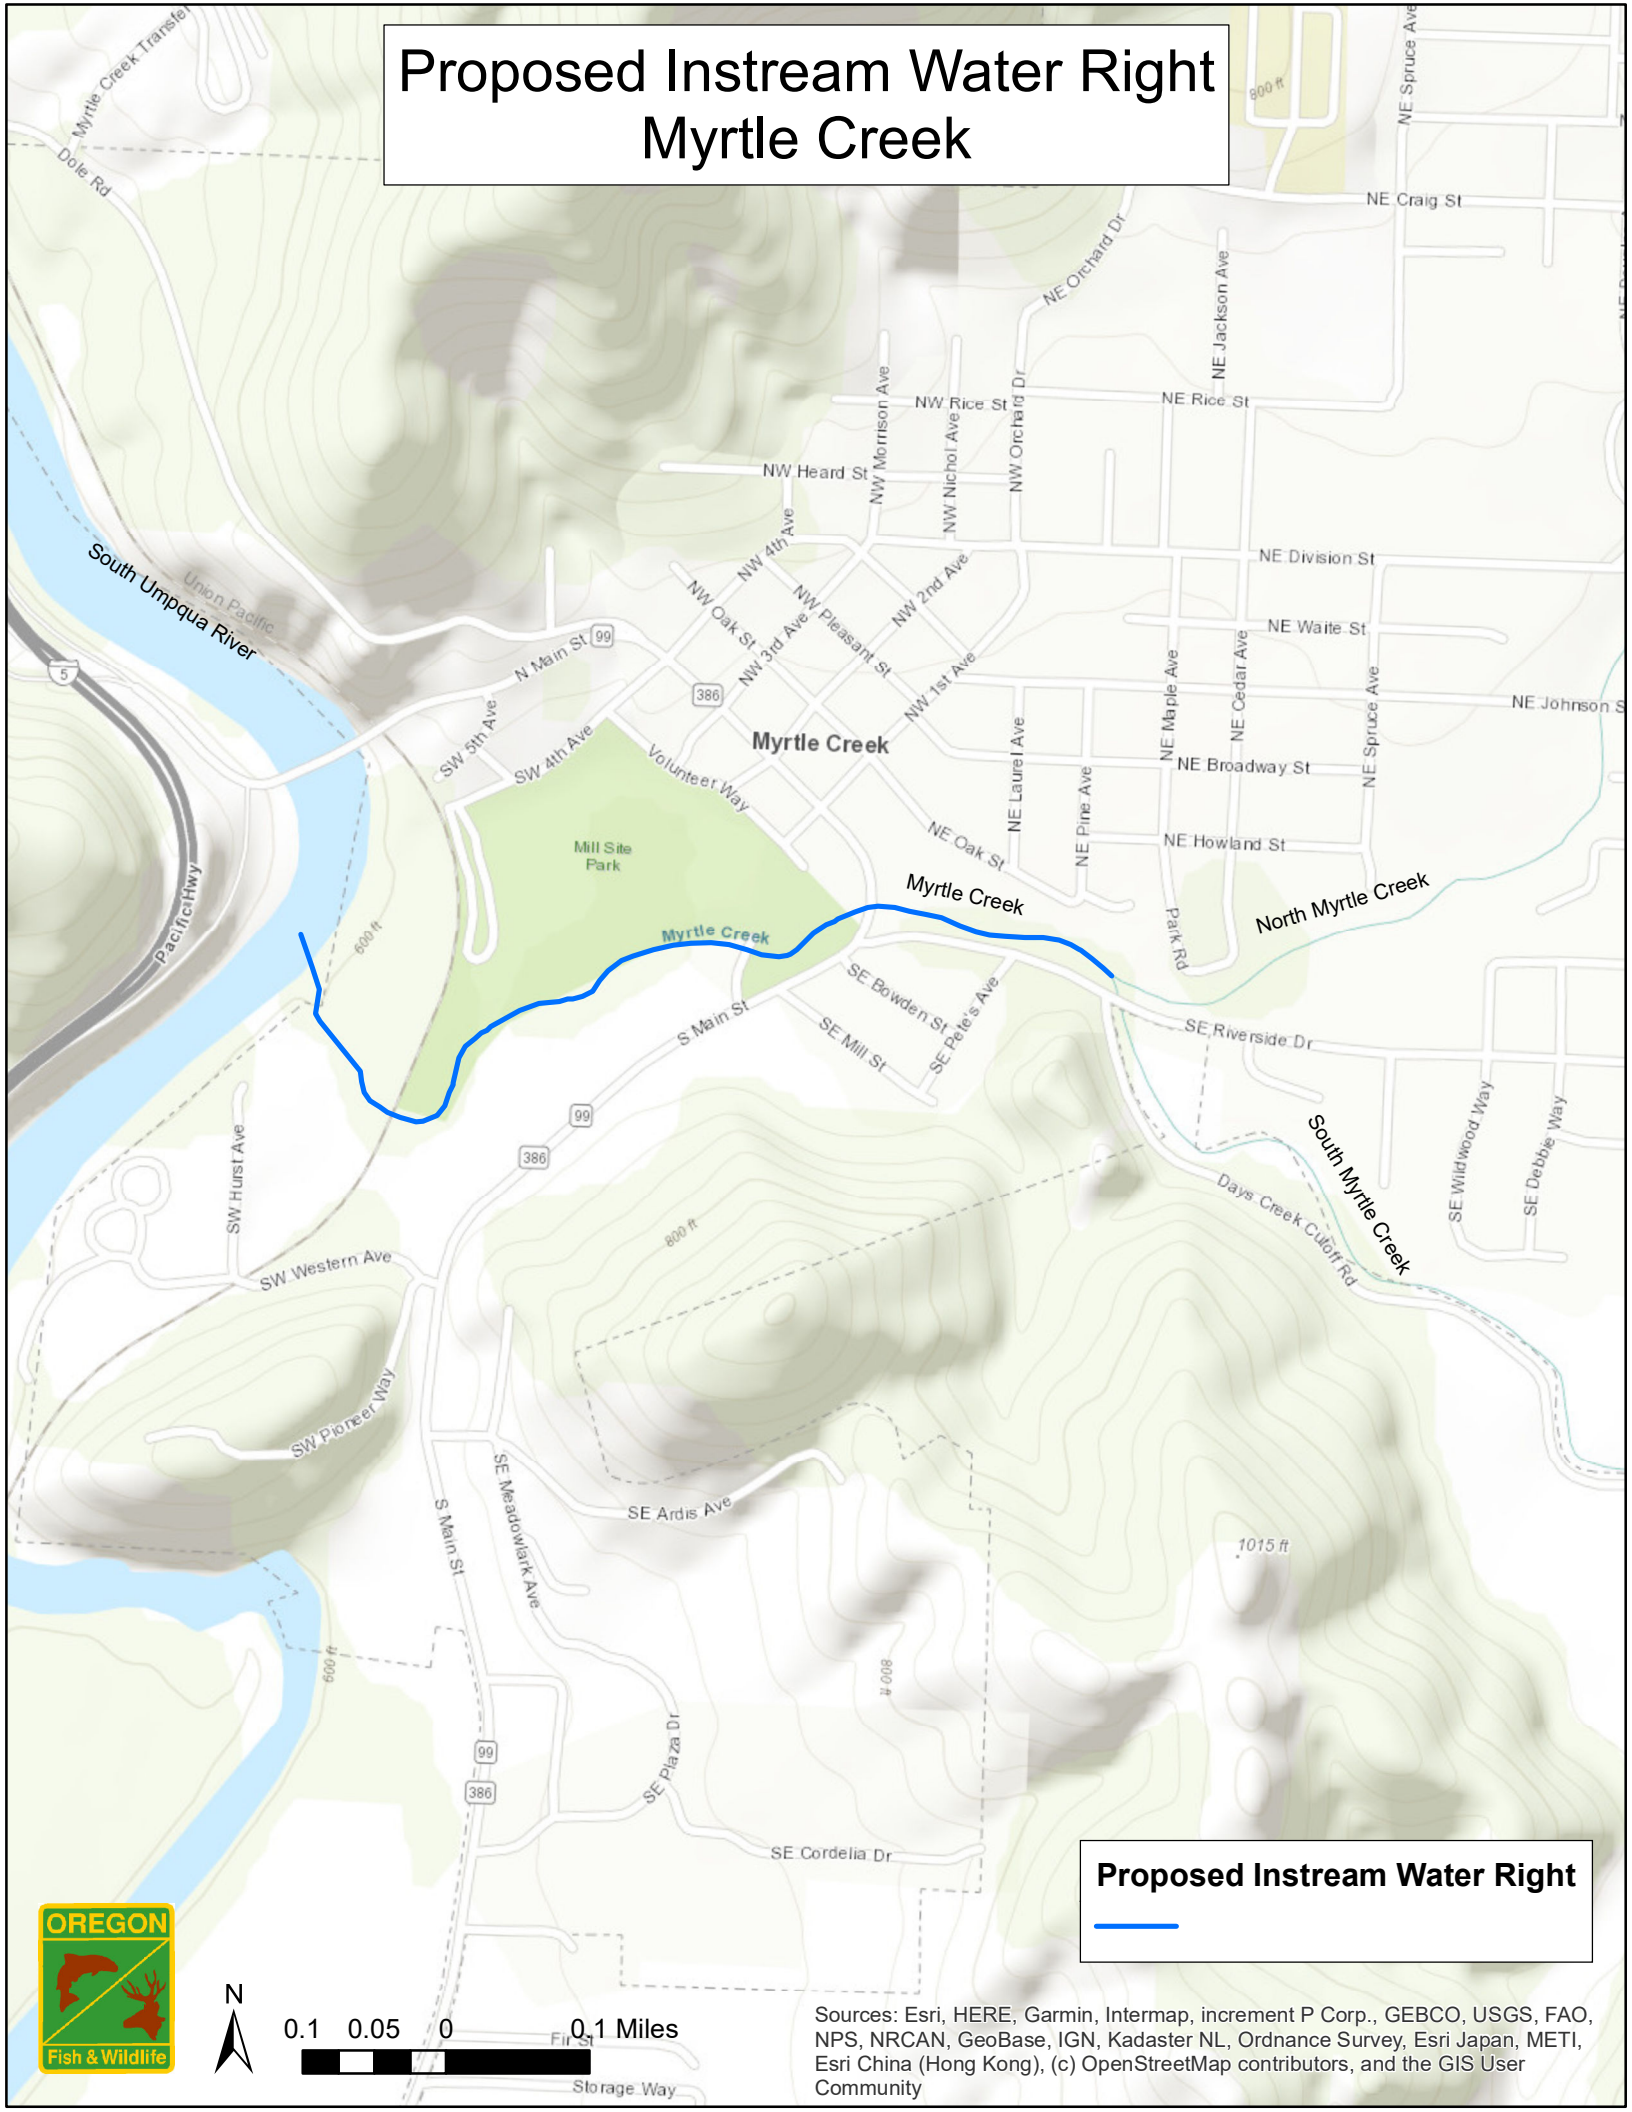 Proposed Instream Water Right
Myrtle Creek
Myrtle Creek Transfer
Dole Rd
800 ft
NE Spruce Ave
NE Craig St
NE Orchard Dr
NE Jackson Ave
NW Rice St
NE Rice St
NW Morrison Ave
NW Nichol Ave
NW Orchard Dr
NW Heard St
NW 4th Ave
NE Division St
South Umpqua River
Union Pacific
NW Oak St
NW Pleasant St
NW 2nd Ave
NW 3rd Ave
NE Waite St
N Main St
99
5
386
NW 1st Ave
NE Maple Ave
NE Cedar Ave
NE Spruce Ave
NE Johnson S
SW 5th Ave
SW 4th Ave
Volunteer Way
Myrtle Creek
NE Laurel Ave
NE Pine Ave
NE Broadway St
Mill Site
Park
NE Oak St
NE Howland St
Pacific Hwy
600 ft
Myrtle Creek
Myrtle Creek
North Myrtle Creek
Park Rd
S Main St
SE Bowden St
SE Mill St
SE Pete's Ave
SE Riverside Dr
99
386
SW Hurst Ave
South Myrtle Creek
SE Wildwood Way
SE Debbie Way
Days Creek Cutoff Rd
800 ft
SW Western Ave
SW Pioneer Way
SE Meadowlark Ave
S Main St
SE Ardis Ave
1015 ft
600 ft
800 ft
99
386
SE Plaza Dr
SE Cordelia Dr
Proposed Instream Water Right
OREGON
Fish & Wildlife
N
0.1 0.05 0 0.1 Miles
Fir St
Storage Way
Sources: Esri, HERE, Garmin, Intermap, increment P Corp., GEBCO, USGS, FAO,
NPS, NRCAN, GeoBase, IGN, Kadaster NL, Ordnance Survey, Esri Japan, METI,
Esri China (Hong Kong), (c) OpenStreetMap contributors, and the GIS User
Community